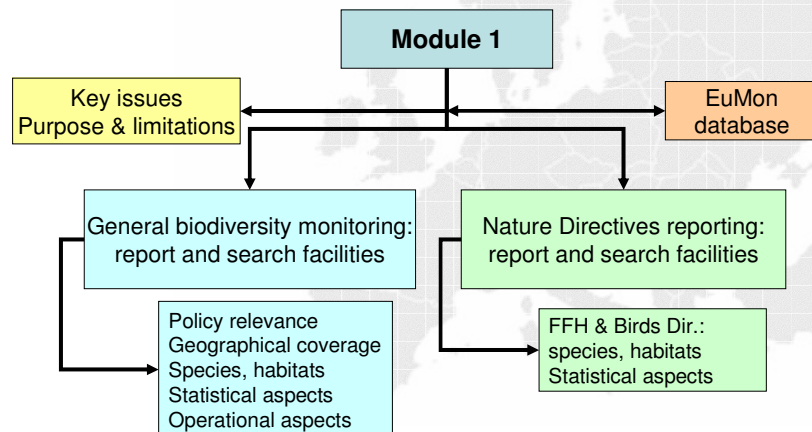 Module 1
Key issues
Purpose & limitations
EuMon
database
General biodiversity monitoring:
report and search facilities
Nature Directives reporting:
report and search facilities
Policy relevance
Geographical coverage
Species, habitats
Statistical aspects
Operational aspects
FFH & Birds Dir.:
species, habitats
Statistical aspects